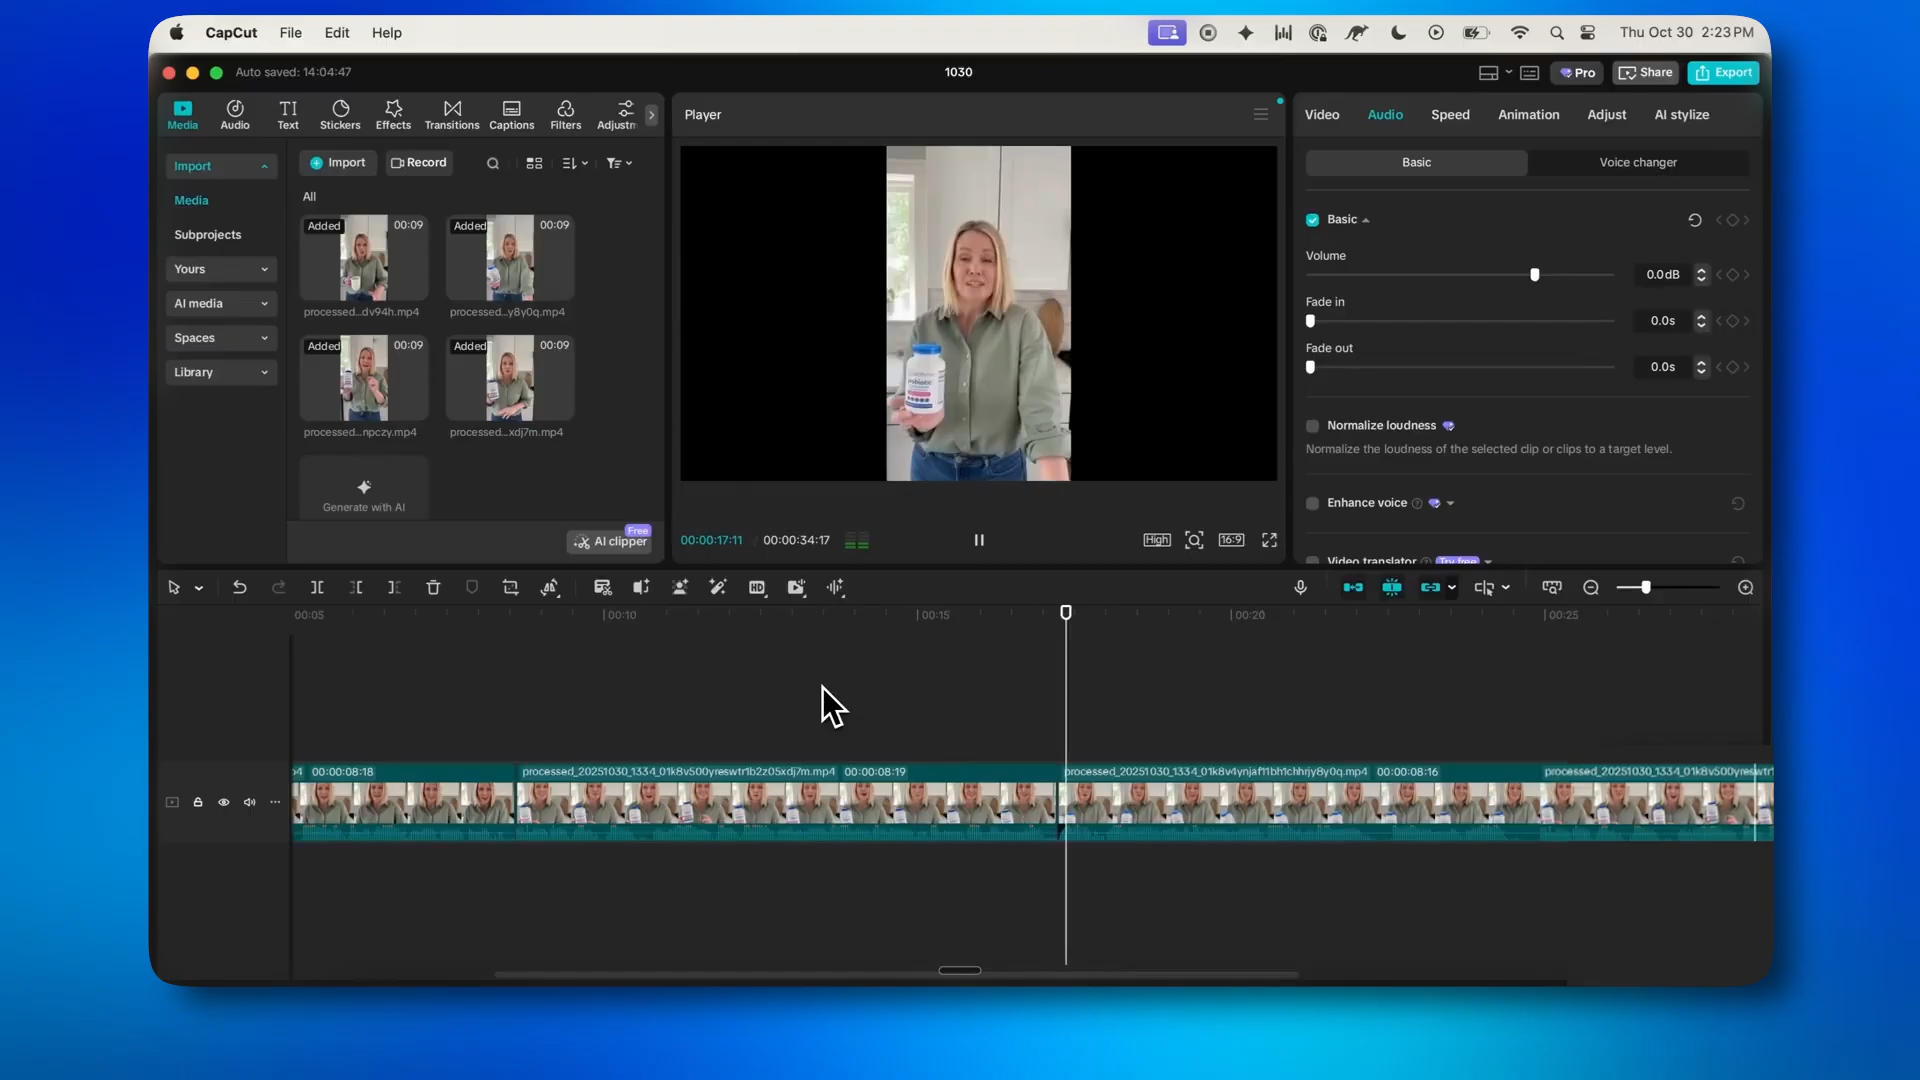 CapCut File Edit Help
Thu Oct 30 2:23 PM
Auto saved: 14:04:47
1030
Pro
Share
Export
Media
Audio
Text
Stickers
Effects
Transitions
Captions
Filters
Adjustm
Import
Media
Subprojects
Yours
AI media
Spaces
Library
Import
Record
All
Added 00:09
processed...dv94h.mp4
Added 00:09
processed...y8y0q.mp4
Added 00:09
processed...npczy.mp4
Added 00:09
processed...xdj7m.mp4
Generate with AI
Free
AI clipper
Player
00:00:17:11
00:00:34:17
High
16:9
Video
Audio
Speed
Animation
Adjust
AI stylize
Basic
Voice changer
Basic
Volume
0.0dB
Fade in
0.0s
Fade out
0.0s
Normalize loudness
Normalize the loudness of the selected clip or clips to a target level.
Enhance voice
Video translator Try free
00:05
00:10
00:15
00:20
00:25
p4 00:00:08:18
processed_20251030_1334_01k8v500yreswtr1b2z05xdj7m.mp4 00:00:08:19
processed_20251030_1334_01k8v4ynjaf11bh1chhrjy8y0q.mp4 00:00:08:16
processed_20251030_1334_01k8v500yreswtr1